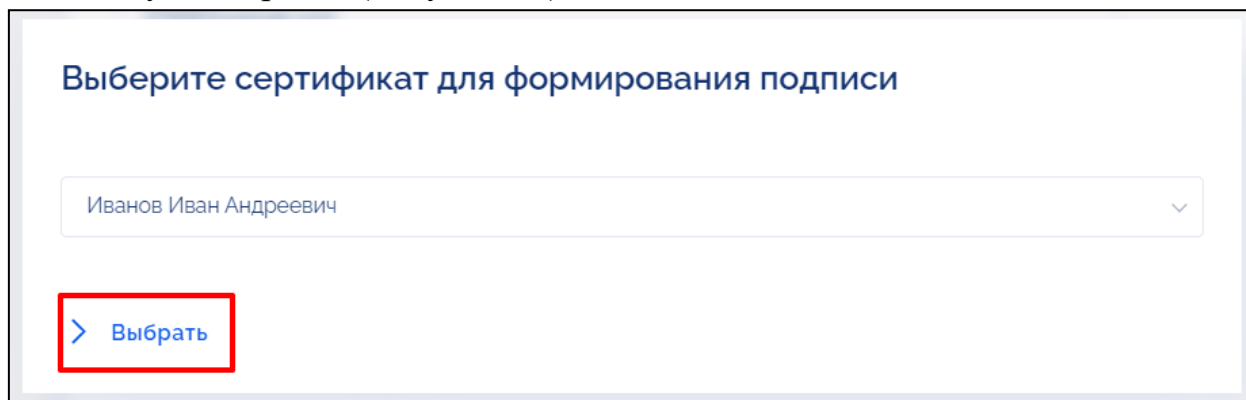 Выберите сертификат для формирования подписи
Иванов Иван Андреевич
Выбрать